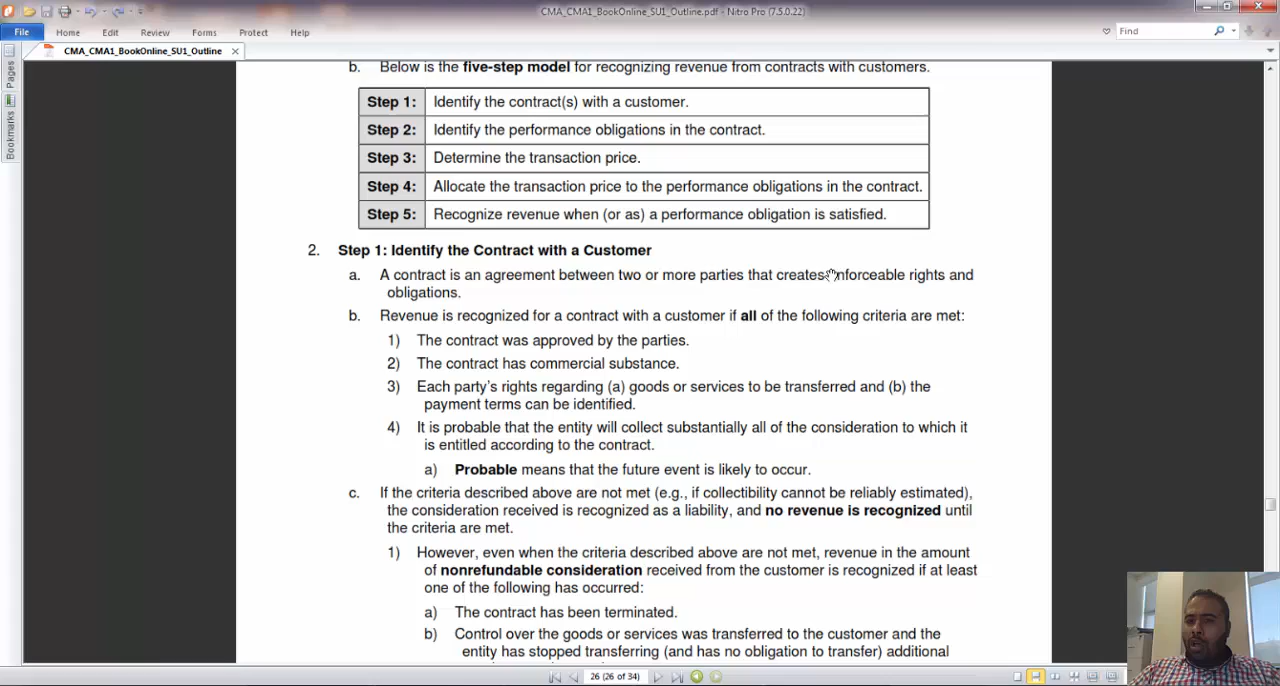 CMA_CMA1_BookOnline_SU1_Outline.pdf - Nitro Pro (7.5.0.22)
File Home Edit Review Forms Protect Help
Find
CMA_CMA1_BookOnline_SU1_Outline
Pages
Bookmarks
b. Below is the five-step model for recognizing revenue from contracts with customers.
Step 1: Identify the contract(s) with a customer.
Step 2: Identify the performance obligations in the contract.
Step 3: Determine the transaction price.
Step 4: Allocate the transaction price to the performance obligations in the contract.
Step 5: Recognize revenue when (or as) a performance obligation is satisfied.
2. Step 1: Identify the Contract with a Customer
a. A contract is an agreement between two or more parties that creates enforceable rights and
obligations.
b. Revenue is recognized for a contract with a customer if all of the following criteria are met:
1) The contract was approved by the parties.
2) The contract has commercial substance.
3) Each party's rights regarding (a) goods or services to be transferred and (b) the
payment terms can be identified.
4) It is probable that the entity will collect substantially all of the consideration to which it
is entitled according to the contract.
a) Probable means that the future event is likely to occur.
c. If the criteria described above are not met (e.g., if collectibility cannot be reliably estimated),
the consideration received is recognized as a liability, and no revenue is recognized until
the criteria are met.
1) However, even when the criteria described above are not met, revenue in the amount
of nonrefundable consideration received from the customer is recognized if at least
one of the following has occurred:
a) The contract has been terminated.
b) Control over the goods or services was transferred to the customer and the
entity has stopped transferring (and has no obligation to transfer) additional
26 (26 of 34)